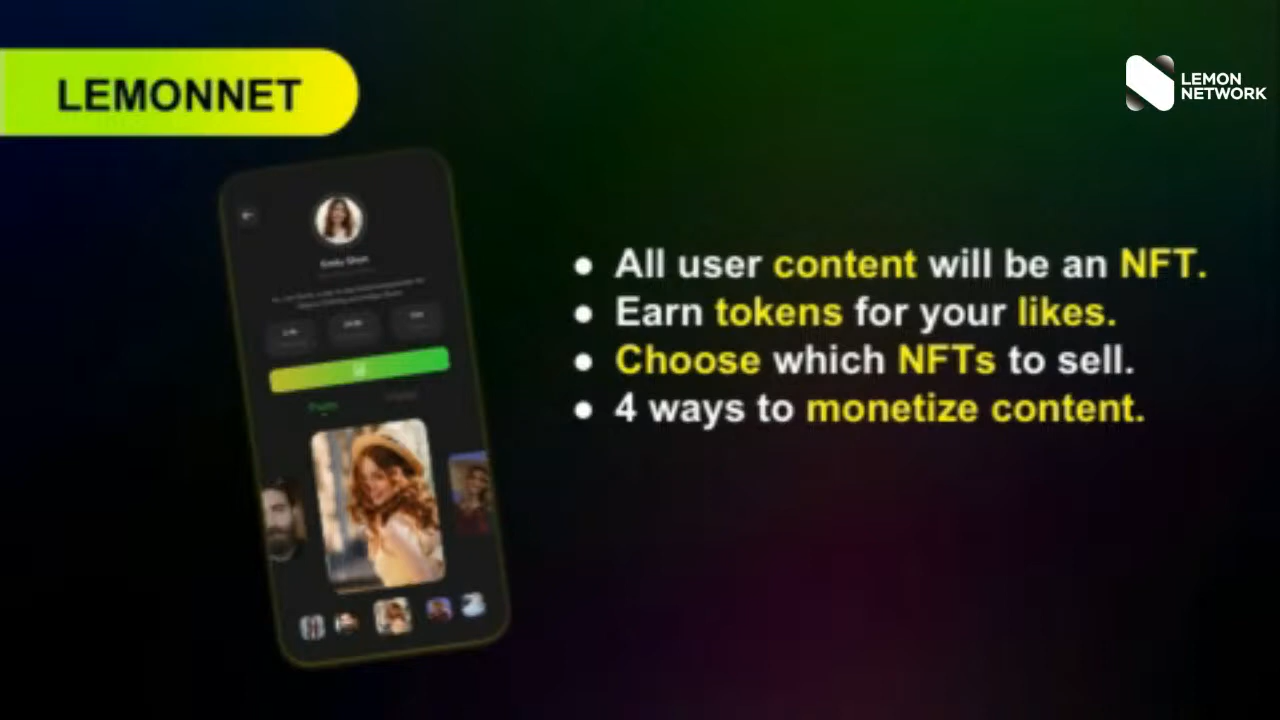 LEMONNET
LEMON
NETWORK
● All user content will be an NFT.
● Earn tokens for your likes.
● Choose which NFTs to sell.
● 4 ways to monetize content.